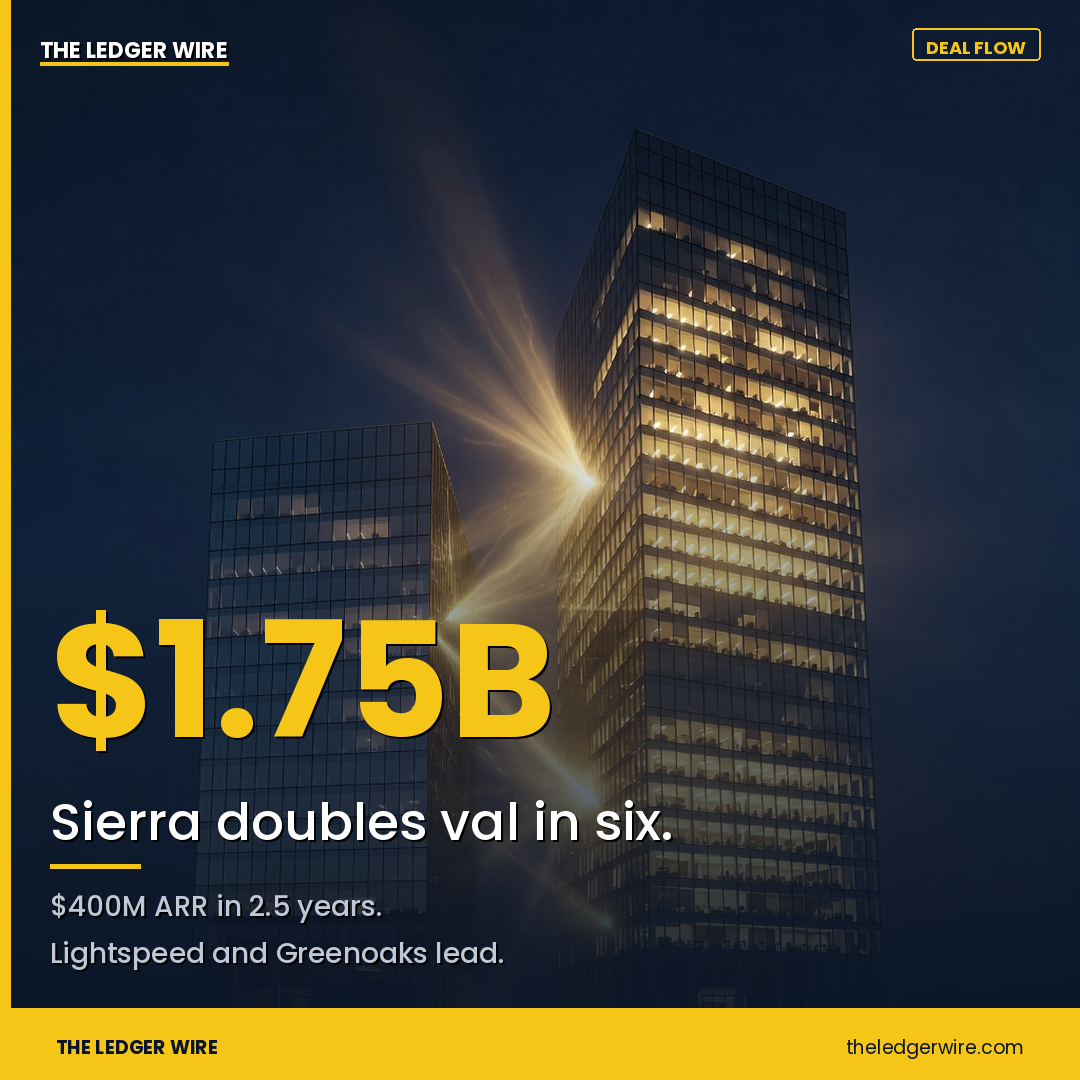 THE LEDGER WIRE
DEAL FLOW
$1.75B
Sierra doubles val in six.
$400M ARR in 2.5 years.
Lightspeed and Greenoaks lead.
THE LEDGER WIRE
theledgerwire.com